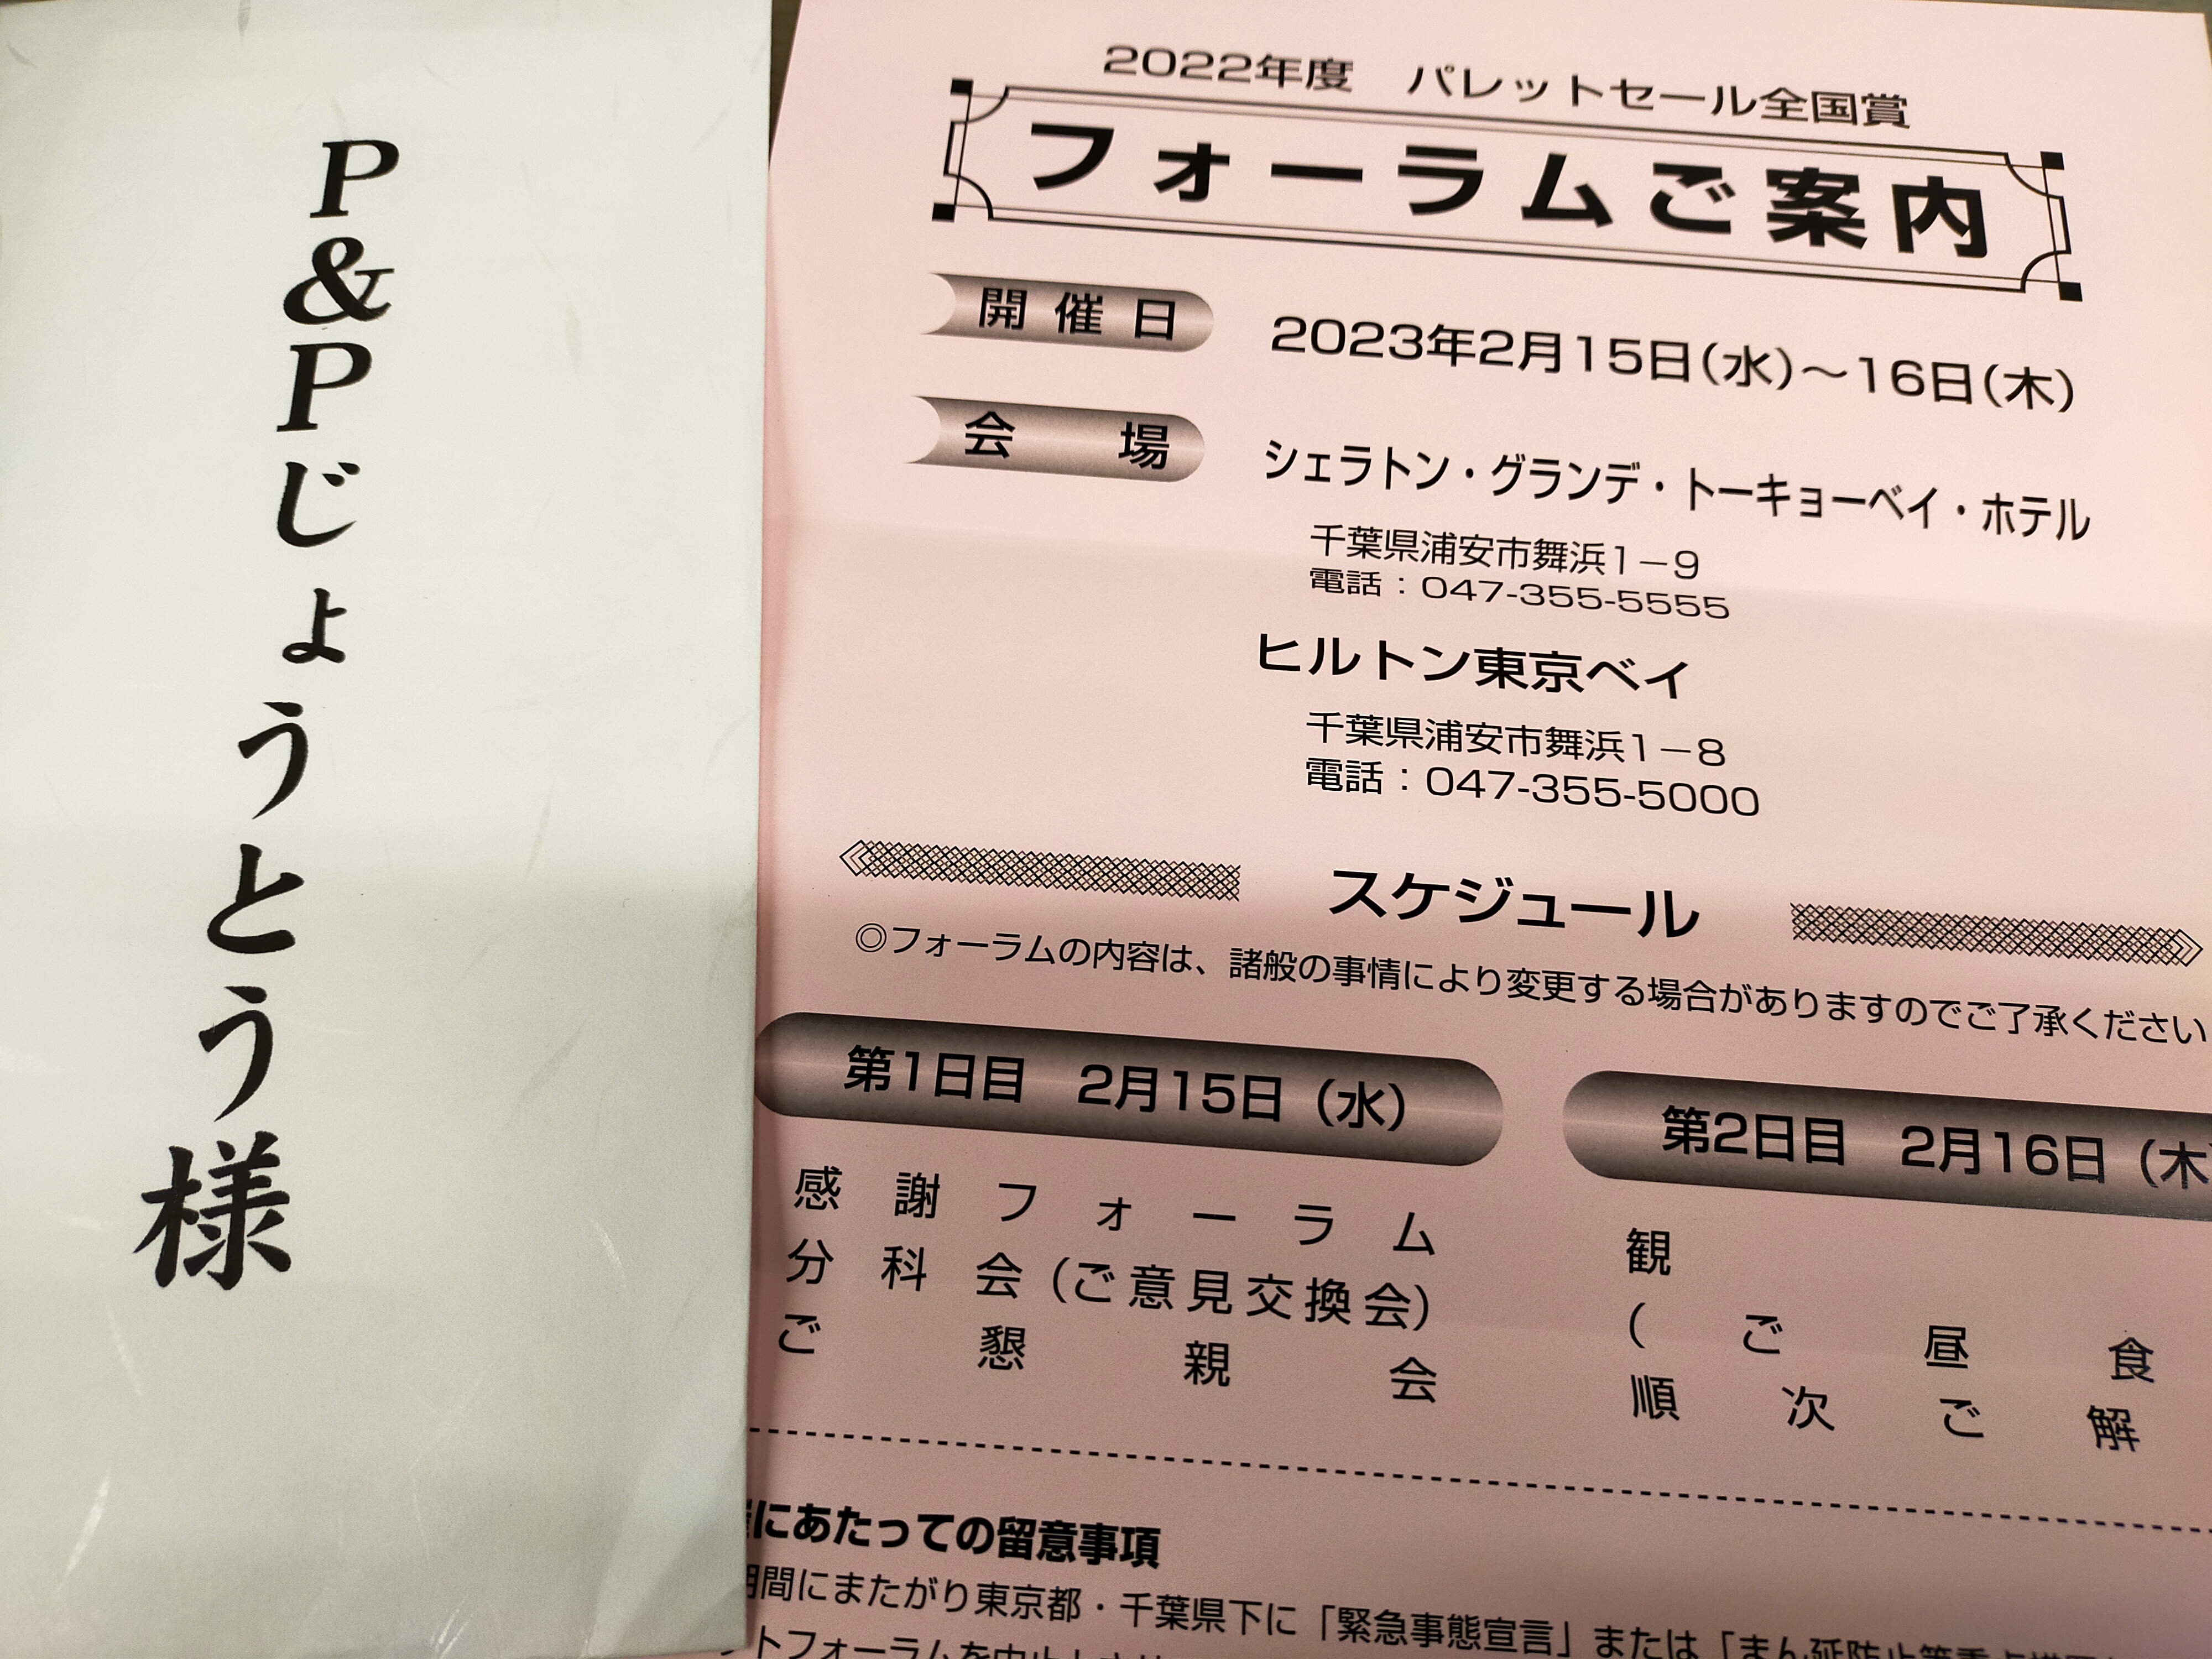 P&Pじょうとう様
2022年度 パレットセール全国賞
フォーラムご案内
開催日
2023年2月15日(水)～16日(木)
会場
シェラトン・グランデ・トーキョーベイ・ホテル
千葉県浦安市舞浜1－9
電話：047-355-5555
ヒルトン東京ベイ
千葉県浦安市舞浜1－8
電話：047-355-5000
スケジュール
◎フォーラムの内容は、諸般の事情により変更する場合がありますのでご了承ください
第1日目 2月15日（水）
感謝フォーラム
分科会(ご意見交換会)
ご懇親会
第2日目 2月16日（木
観
(ご昼食
順次ご解
にあたっての留意事項
間にまたがり東京都・千葉県下に「緊急事態宣言」または「まん延防止等重点
トフォーラムを中止